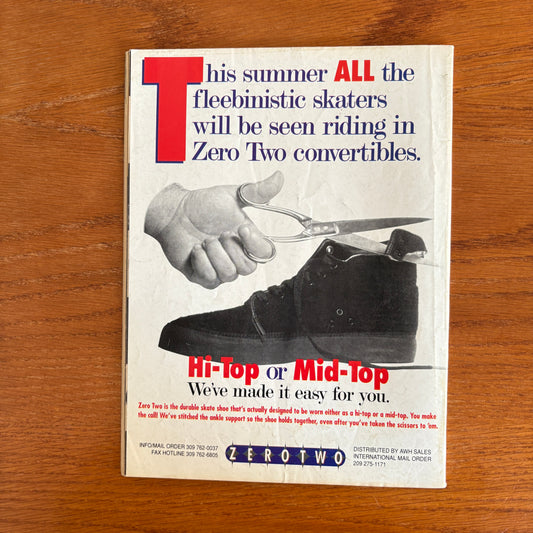 This summer ALL the
fleebinistic skaters
will be seen riding in
Zero Two convertibles.
Hi-Top or Mid-Top
We've made it easy for you.
Zero Two is the durable skate shoe that's actually designed to be worn either as a hi-top or a mid-top. You make
the call! We've stitched the ankle support so the shoe holds together, even after you've taken the scissors to 'em.
INFO/MAIL ORDER 309 762-0037
FAX HOTLINE 309 762-6805
ZEROTWO
DISTRIBUTED BY AWH SALES
INTERNATIONAL MAIL ORDER
209 275-1171